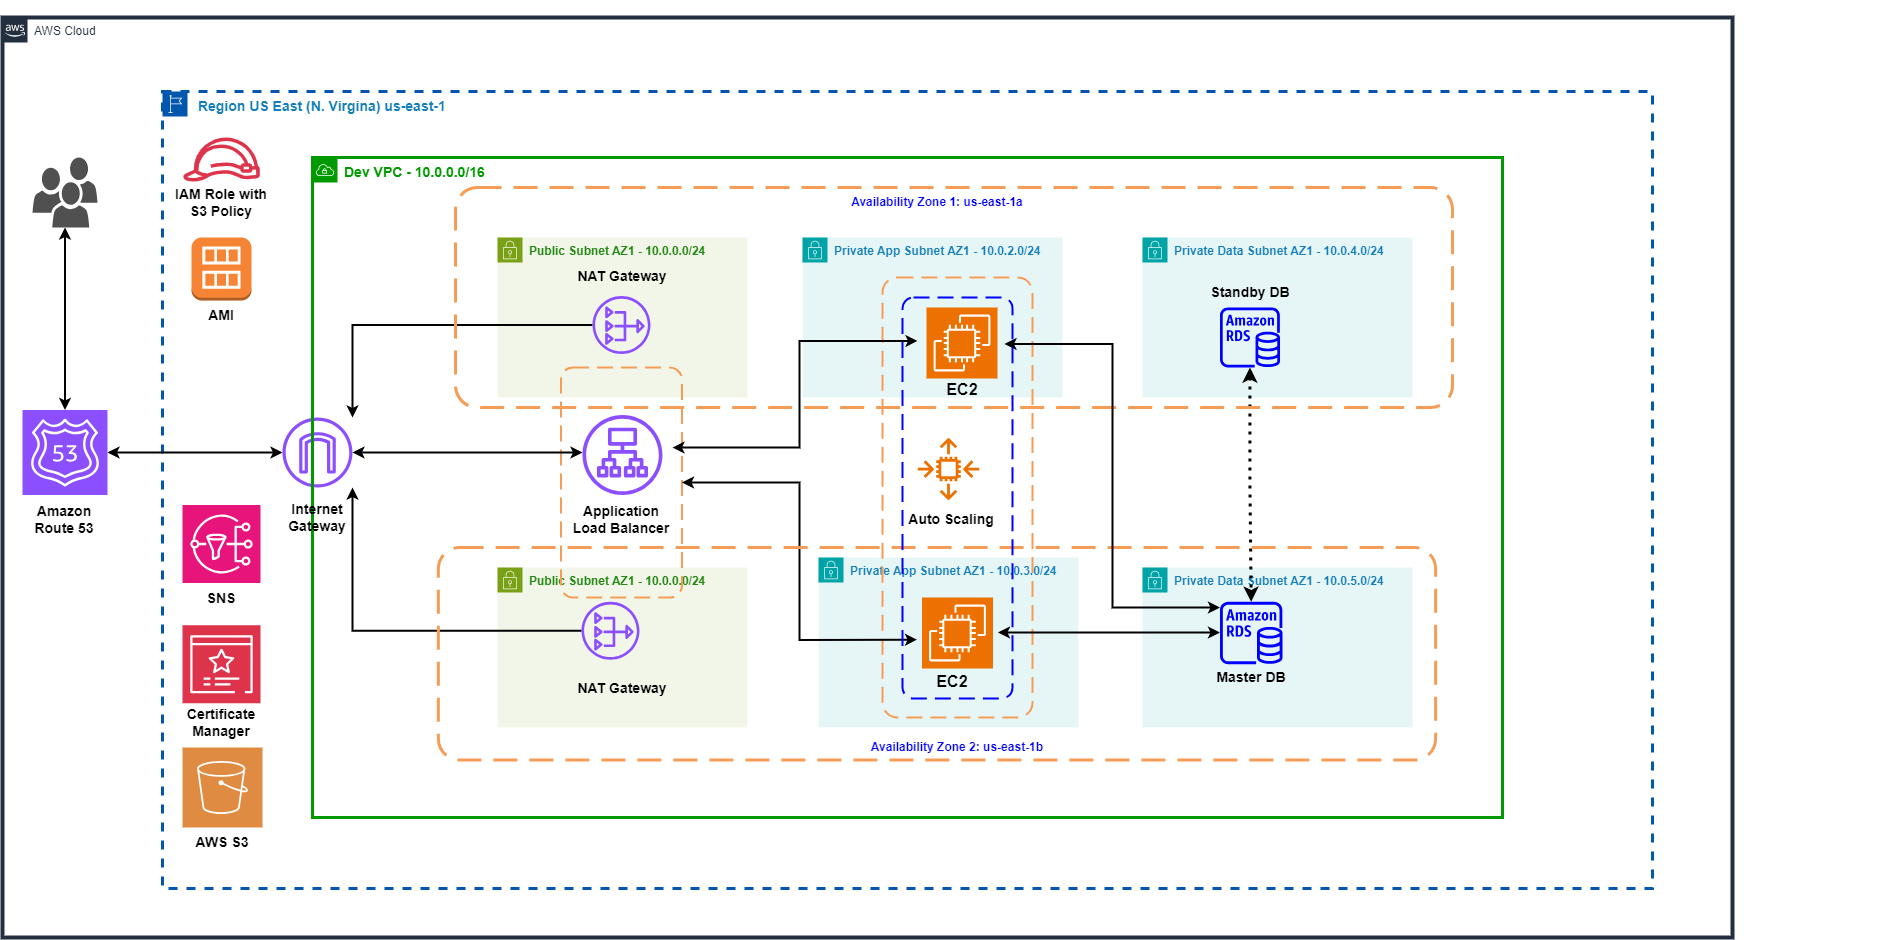 aws
AWS Cloud
Region US East (N. Virgina) us-east-1
IAM Role with
S3 Policy
AMI
Dev VPC - 10.0.0.0/16
Availability Zone 1: us-east-1a
Public Subnet AZ1 - 10.0.0.0/24
NAT Gateway
Private App Subnet AZ1 - 10.0.2.0/24
EC2
Private Data Subnet AZ1 - 10.0.4.0/24
Standby DB
Amazon
RDS
53
Amazon
Route 53
Internet
Gateway
Application
Load Balancer
Auto Scaling
SNS
Certificate
Manager
AWS S3
Public Subnet AZ1 - 10.0.0.0/24
NAT Gateway
Private App Subnet AZ1 - 10.0.3.0/24
EC2
Private Data Subnet AZ1 - 10.0.5.0/24
Amazon
RDS
Master DB
Availability Zone 2: us-east-1b